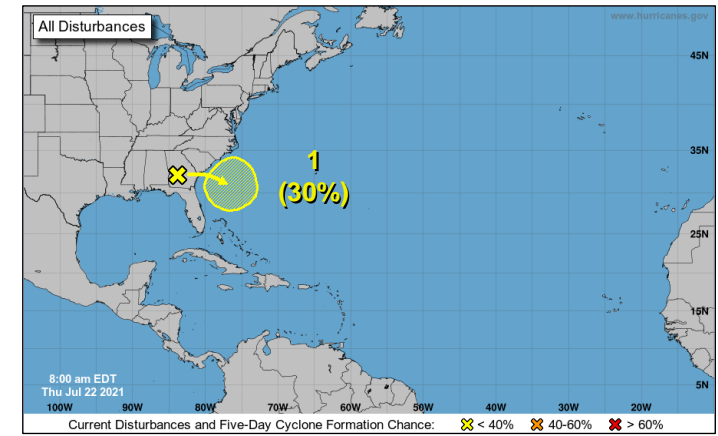 All Disturbances
www.hurricanes.gov
45N
35N
1
(30%)
25N
15N
5N
8:00 am EDT
Thu Jul 22 2021
100W 90W 80W 70W 60W 50W 40W 30W 20W
Current Disturbances and Five-Day Cyclone Formation Chance: < 40% 40-60% > 60%